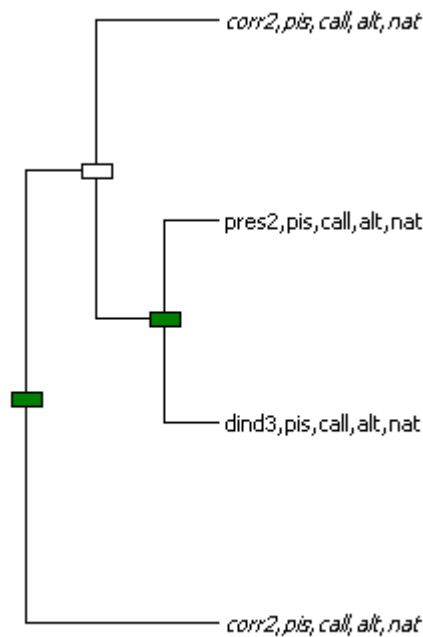 corr2,pis,call,alt,nat
pres2,pis,call,alt,nat
dind3,pis,call,alt,nat
corr2,pis,call,alt,nat